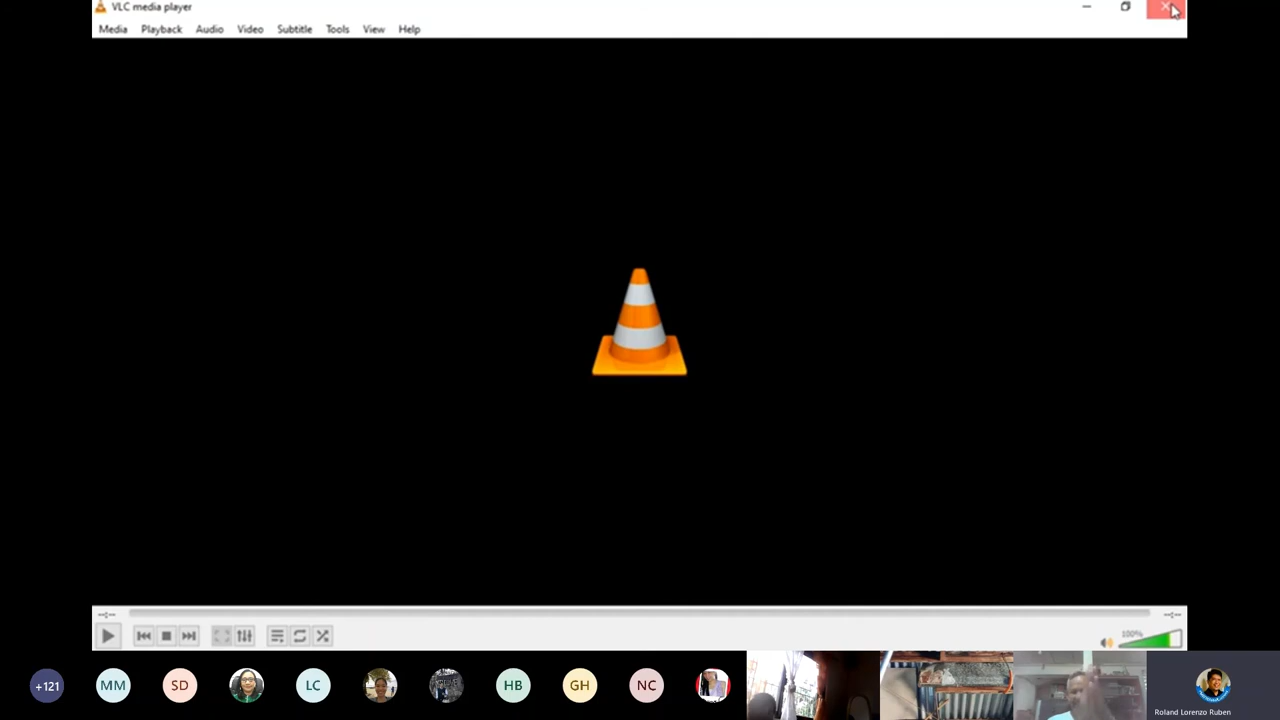 VLC media player
Media Playback Audio Video Subtitle Tools View Help
100%
+121 MM SD LC HB GH NC
Roland Lorenzo Ruben